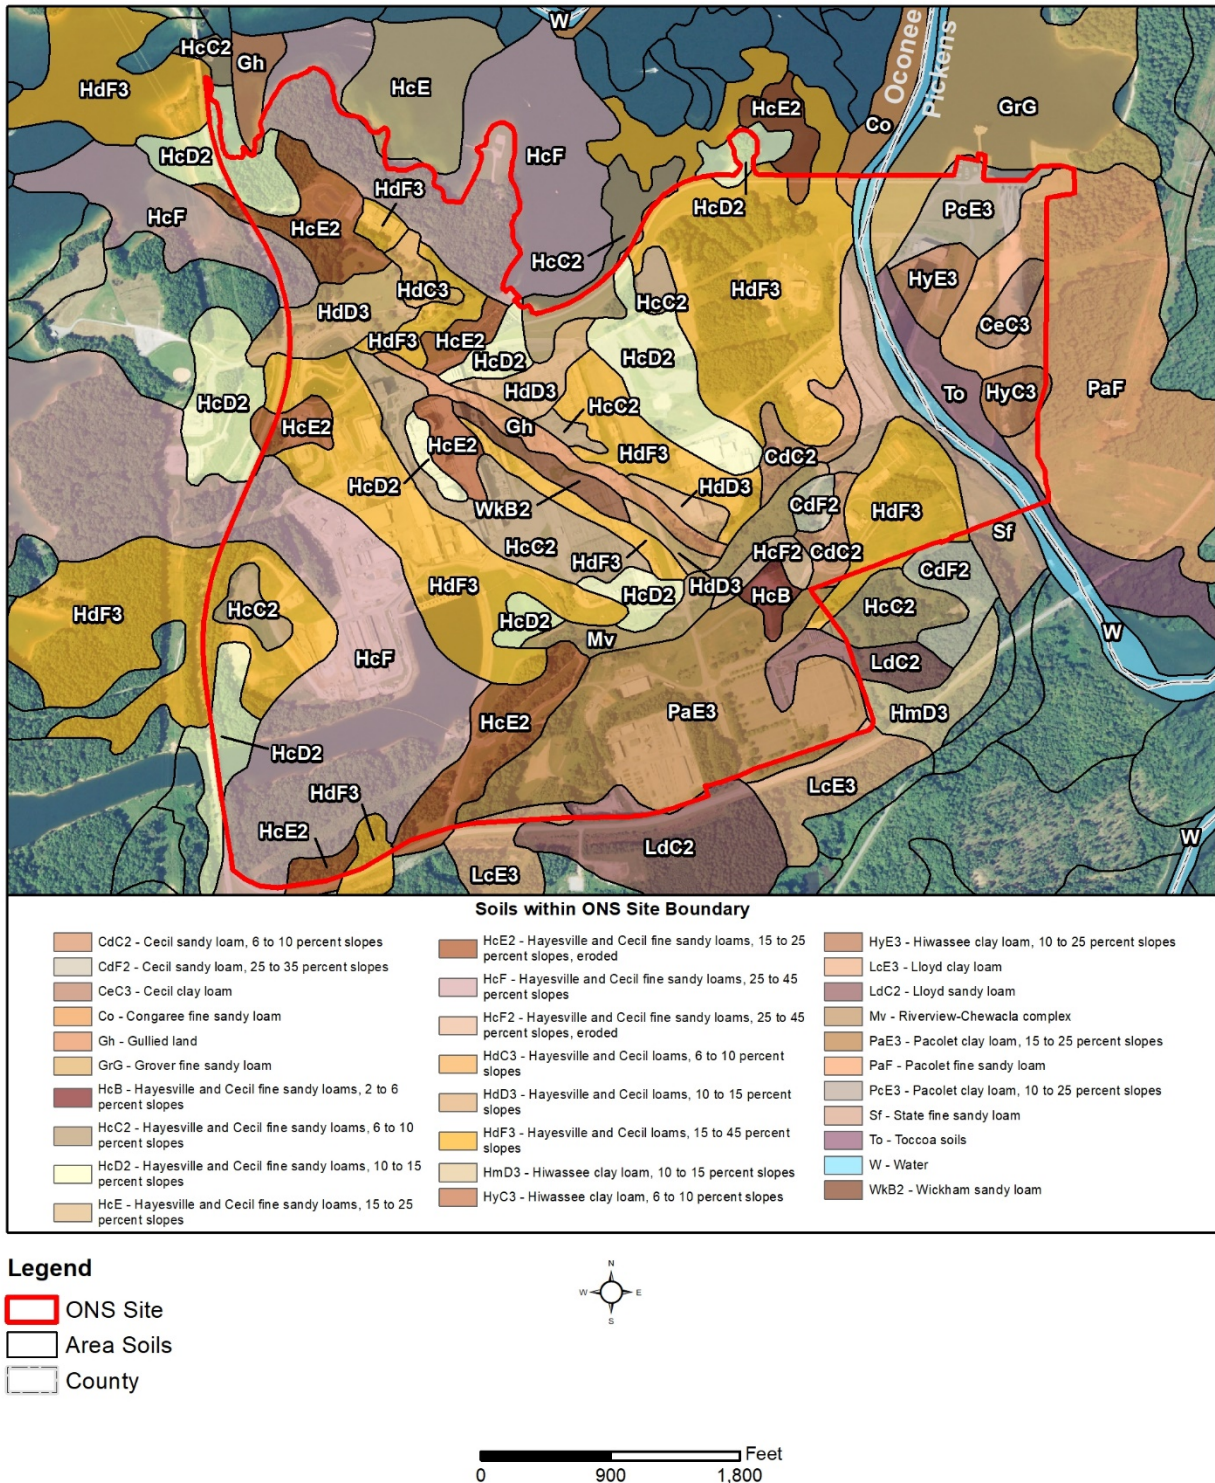 W
HcC2
Gh
HdF3
HcE
HcE2
Oconee
Pickens
GrG
Co
HcD2
HcF
HdF3
HcF
HcD2
PcE3
HcE2
HcC2
HyE3
HdC3
HdF3
HcC2
HdD3
CeC3
HdF3
HcE2
HcD2
HcD2
HdD3
To
HyC3
PaF
HcD2
HcC2
HcE2
Gh
HcE2
HdF3
CdC2
HcD2
HdD3
WkB2
CdF2
HdF3
Sf
HcC2
HcF2
CdC2
HdF3
CdF2
HdF3
HdD3
HcD2
HcB
HcC2
HdF3
HcC2
HcD2
Mv
W
HcF
LdC2
HcE2
PaE3
HmD3
HcD2
HdF3
LcE3
HcE2
W
LdC2
LcE3
Soils within ONS Site Boundary
CdC2 - Cecil sandy loam, 6 to 10 percent slopes
CdF2 - Cecil sandy loam, 25 to 35 percent slopes
CeC3 - Cecil clay loam
Co - Congaree fine sandy loam
Gh - Gullied land
GrG - Grover fine sandy loam
HcB - Hayesville and Cecil fine sandy loams, 2 to 6
percent slopes
HcC2 - Hayesville and Cecil fine sandy loams, 6 to 10
percent slopes
HcD2 - Hayesville and Cecil fine sandy loams, 10 to 15
percent slopes
HcE - Hayesville and Cecil fine sandy loams, 15 to 25
percent slopes
HcE2 - Hayesville and Cecil fine sandy loams, 15 to 25
percent slopes, eroded
HcF - Hayesville and Cecil fine sandy loams, 25 to 45
percent slopes
HcF2 - Hayesville and Cecil fine sandy loams, 25 to 45
percent slopes, eroded
HdC3 - Hayesville and Cecil loams, 6 to 10 percent
slopes
HdD3 - Hayesville and Cecil loams, 10 to 15 percent
slopes
HdF3 - Hayesville and Cecil loams, 15 to 45 percent
slopes
HmD3 - Hiwassee clay loam, 10 to 15 percent slopes
HyC3 - Hiwassee clay loam, 6 to 10 percent slopes
HyE3 - Hiwassee clay loam, 10 to 25 percent slopes
LcE3 - Lloyd clay loam
LdC2 - Lloyd sandy loam
Mv - Riverview-Chewacla complex
PaE3 - Pacolet clay loam, 15 to 25 percent slopes
PaF - Pacolet fine sandy loam
PcE3 - Pacolet clay loam, 10 to 25 percent slopes
Sf - State fine sandy loam
To - Toccoa soils
W - Water
WkB2 - Wickham sandy loam
Legend
ONS Site
Area Soils
County
N
W
E
S
Feet
0 900 1,800